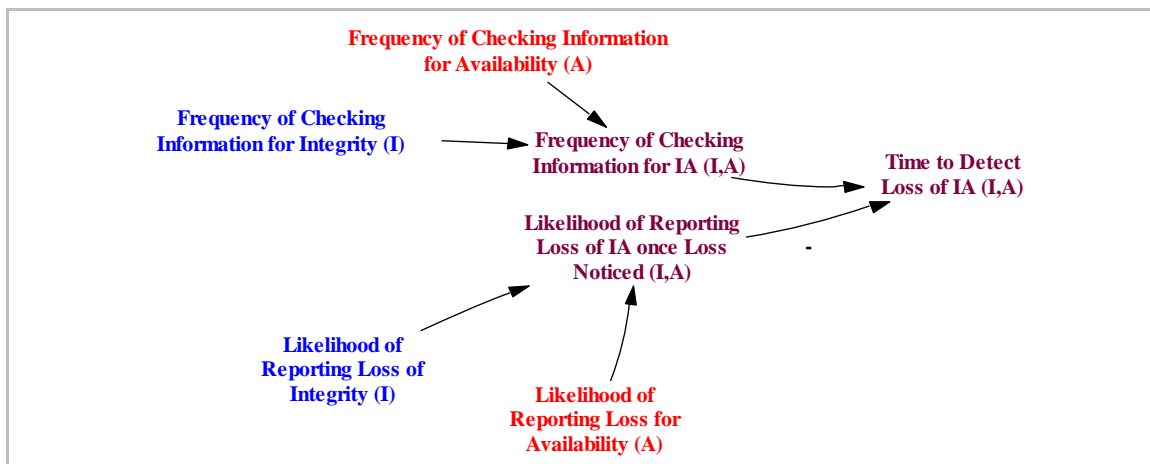 Frequency of Checking Information
for Availability (A)
Frequency of Checking
Information for Integrity (I)
Frequency of Checking
Information for IA (I,A)
Time to Detect
Loss of IA (I,A)
Likelihood of Reporting
Loss of IA once Loss
Noticed (I,A)
-
Likelihood of
Reporting Loss of
Integrity (I)
Likelihood of
Reporting Loss for
Availability (A)